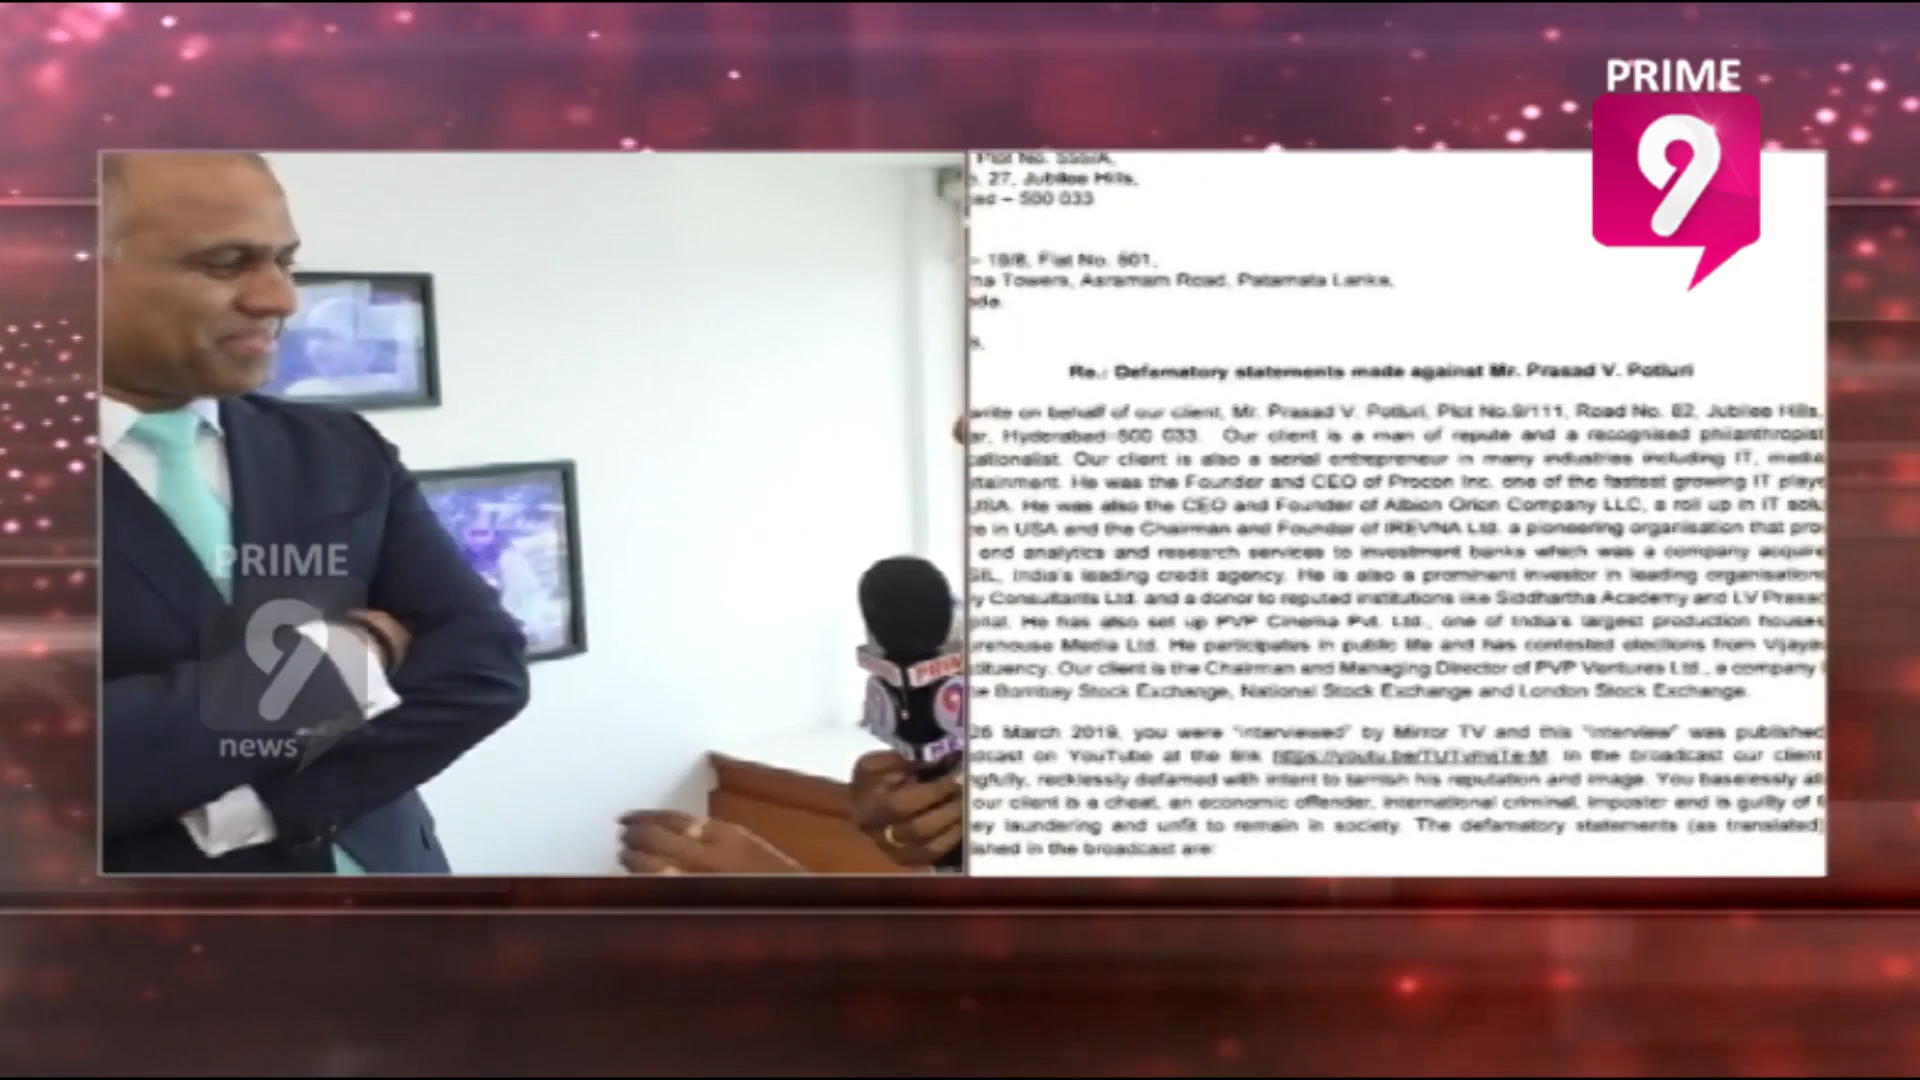 PRIME
9
Plot No. 555/A,
. 27, Jubilee Hills,
ad – 500 033
- 19/8, Flat No. 501,
na Towers, Asramam Road, Patamata Lanka,
ada.
s,
Re.: Defamatory statements made against Mr. Prasad V. Potluri
write on behalf of our client, Mr. Prasad V. Potluri, Plot No.9/111, Road No. 82, Jubilee Hills,
ar, Hyderabad-500 033. Our client is a man of repute and a recognised philanthropist
cationalist. Our client is also a serial entrepreneur in many industries including IT, media
rtainment. He was the Founder and CEO of Procon Inc. one of the fastest growing IT playe
USA. He was also the CEO and Founder of Albion Orion Company LLC, a roll up in IT solu
e in USA and the Chairman and Founder of IREVNA Ltd. a pioneering organisation that pro
end analytics and research services to investment banks which was a company acquire
SIL, India's leading credit agency. He is also a prominent investor in leading organisations
y Consultants Ltd. and a donor to reputed institutions like Siddhartha Academy and LV Prasad
pital. He has also set up PVP Cinema Pvt. Ltd., one of India's largest production houses
urehouse Media Ltd. He participates in public life and has contested elections from Vijaya
stituency. Our client is the Chairman and Managing Director of PVP Ventures Ltd., a company
e Bombay Stock Exchange, National Stock Exchange and London Stock Exchange.
26 March 2019, you were "interviewed" by Mirror TV and this "interview" was published
dcast on YouTube at the link In the broadcast our client
gfully, recklessly defamed with intent to tarnish his reputation and image. You baselessly all
our client is a cheat, an economic offender, international criminal, imposter and is guilty of f
ey laundering and unfit to remain in society. The defamatory statements (as translated)
ished in the broadcast are:
PRIME
9
news
PRIM
9
NE